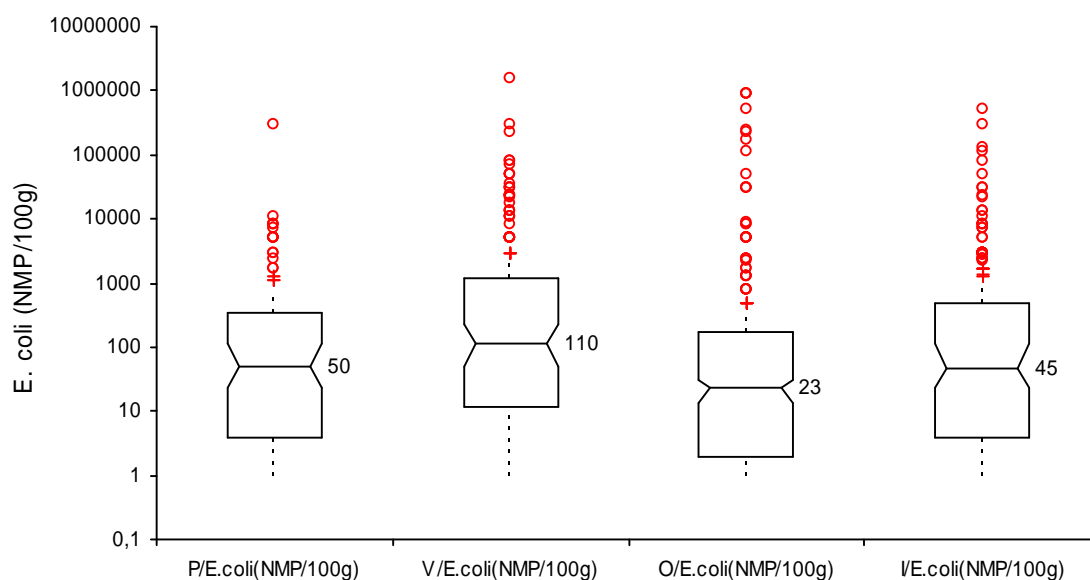 10000000
1000000
100000
10000
1000
100
10
1
0,1
E. coli (NMP/100g)
50
110
23
45
P/E.coli(NMP/100g)
V/E.coli(NMP/100g)
O/E.coli(NMP/100g)
I/E.coli(NMP/100g)